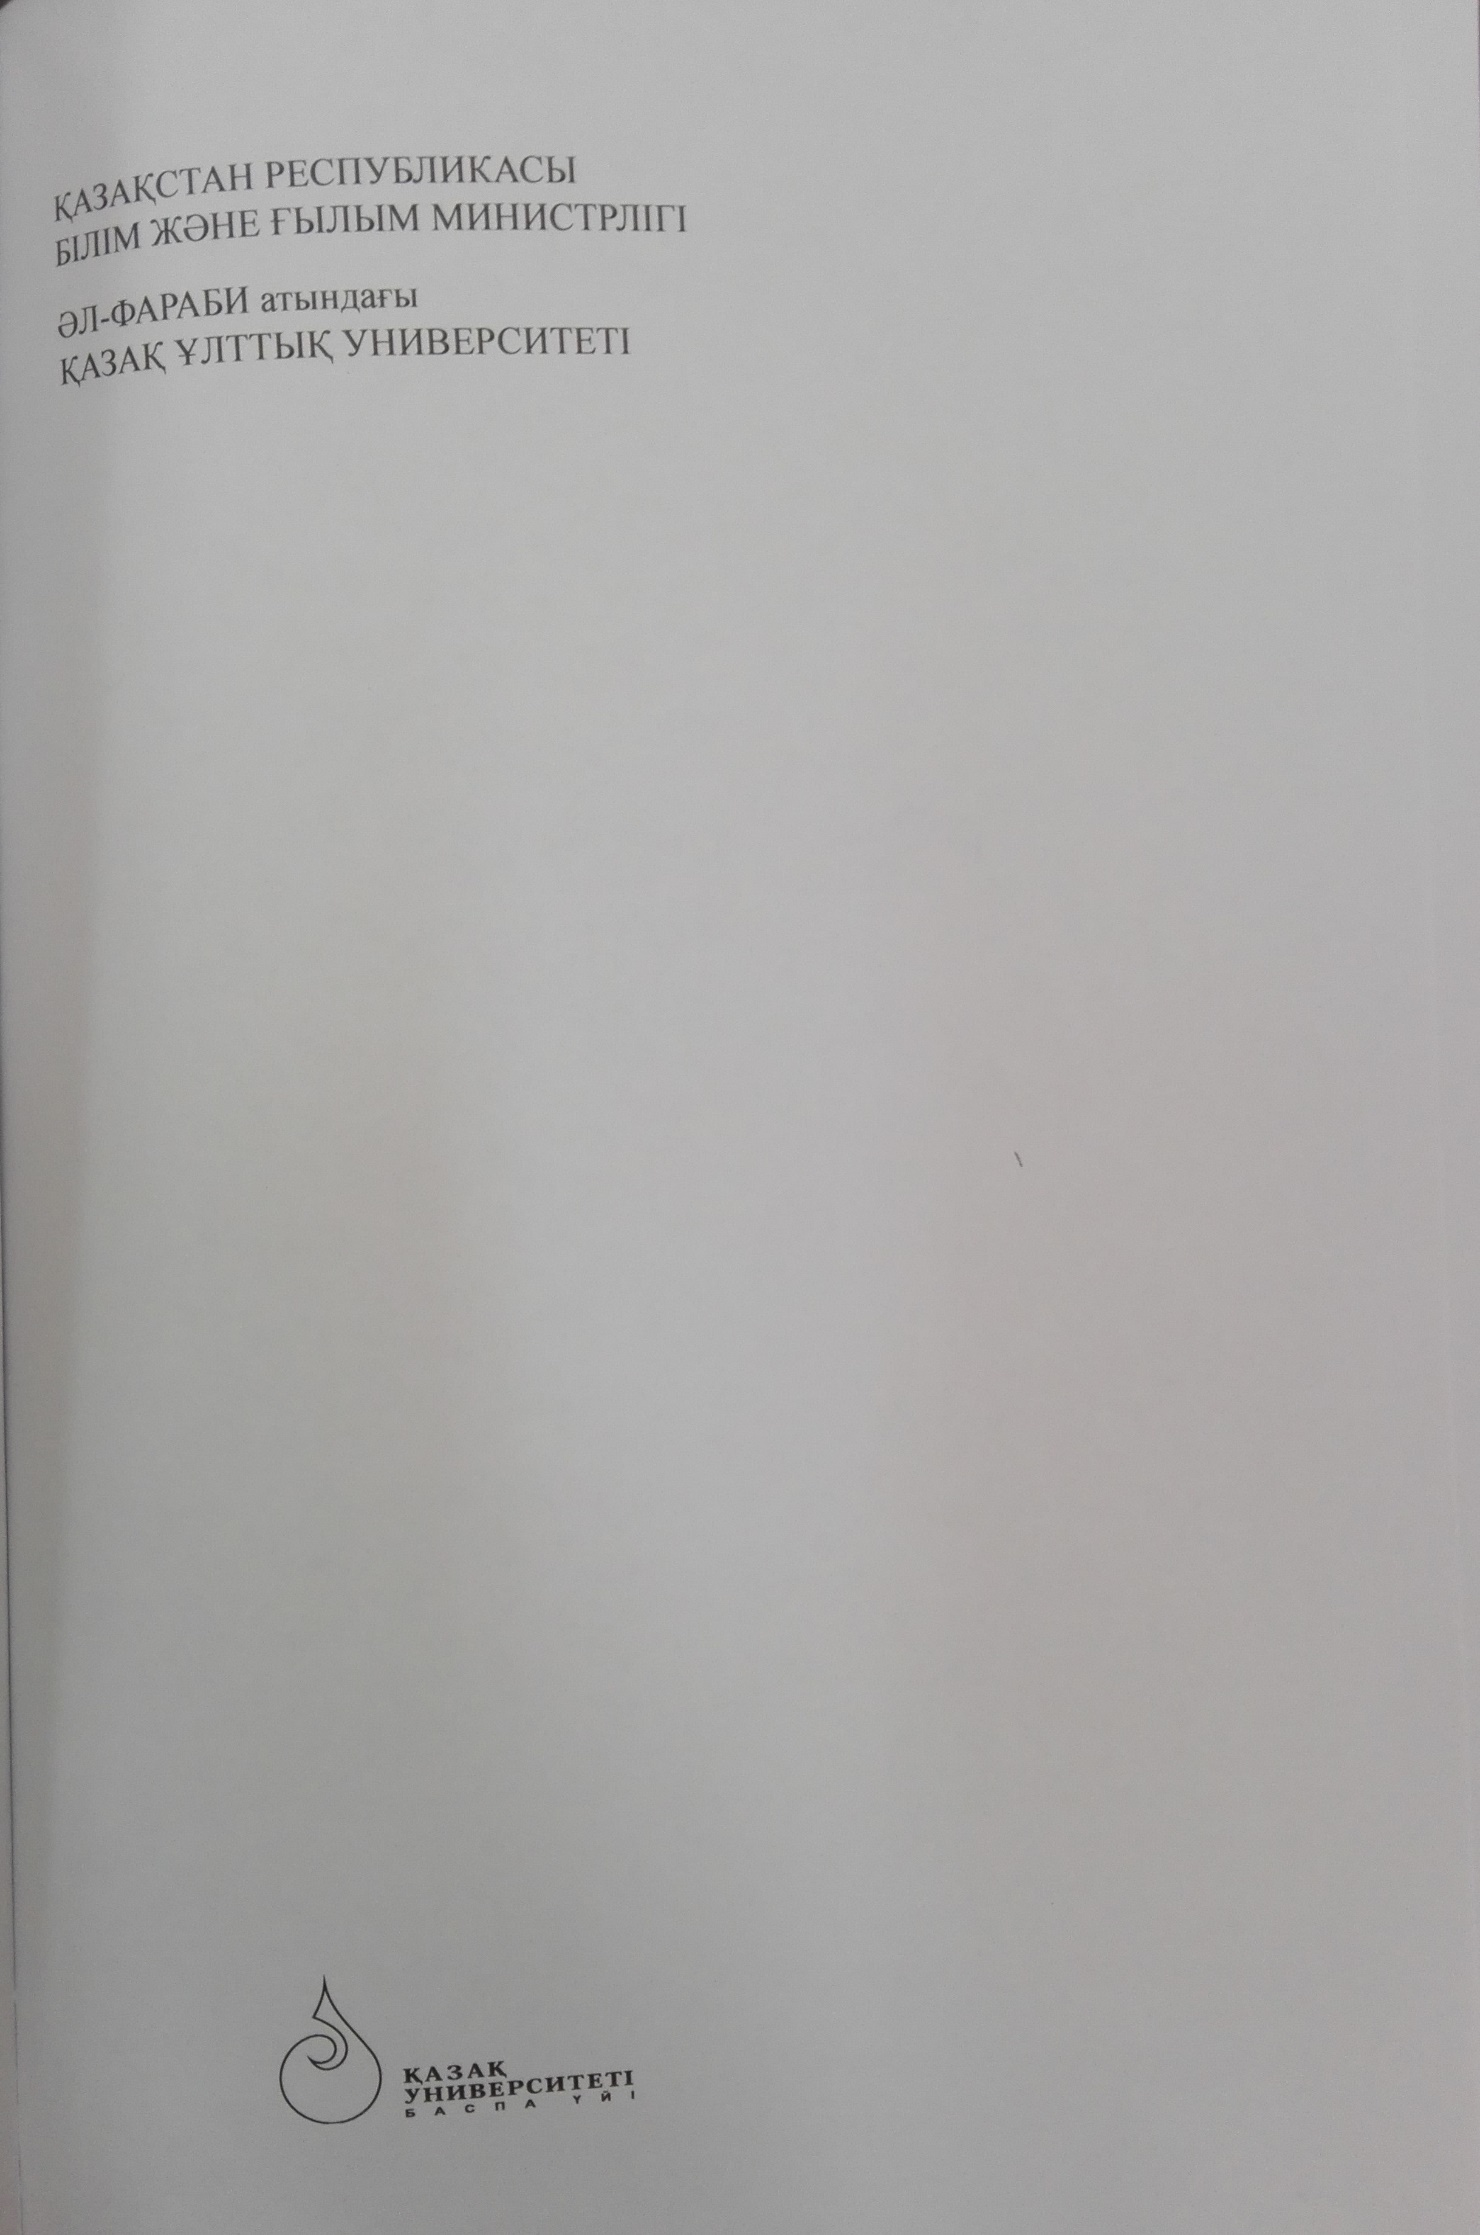 ҚАЗАҚСТАН РЕСПУБЛИКАСЫ
БІЛІМ ЖӘНЕ ҒЫЛЫМ МИНИСТРЛІГІ
ӘЛ-ФАРАБИ атындағы
ҚАЗАҚ ҰЛТТЫҚ УНИВЕРСИТЕТІ
ҚАЗАҚ
УНИВЕРСИТЕТІ
БАСПА ҮЙІ